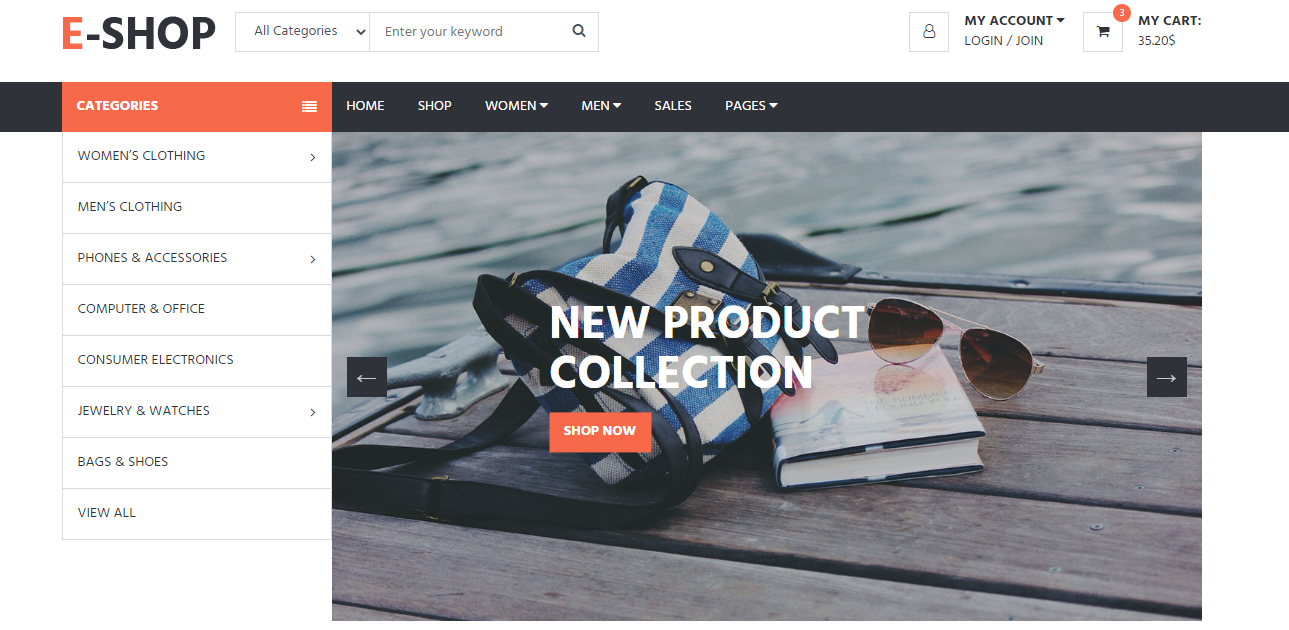 E-SHOP
All Categories
Enter your keyword
3
MY ACCOUNT
LOGIN / JOIN
MY CART:
35.20$
CATEGORIES
HOME
SHOP
WOMEN
MEN
SALES
PAGES
WOMEN’S CLOTHING
MEN’S CLOTHING
PHONES & ACCESSORIES
COMPUTER & OFFICE
CONSUMER ELECTRONICS
JEWELRY & WATCHES
BAGS & SHOES
VIEW ALL
NEW PRODUCT
COLLECTION
SHOP NOW